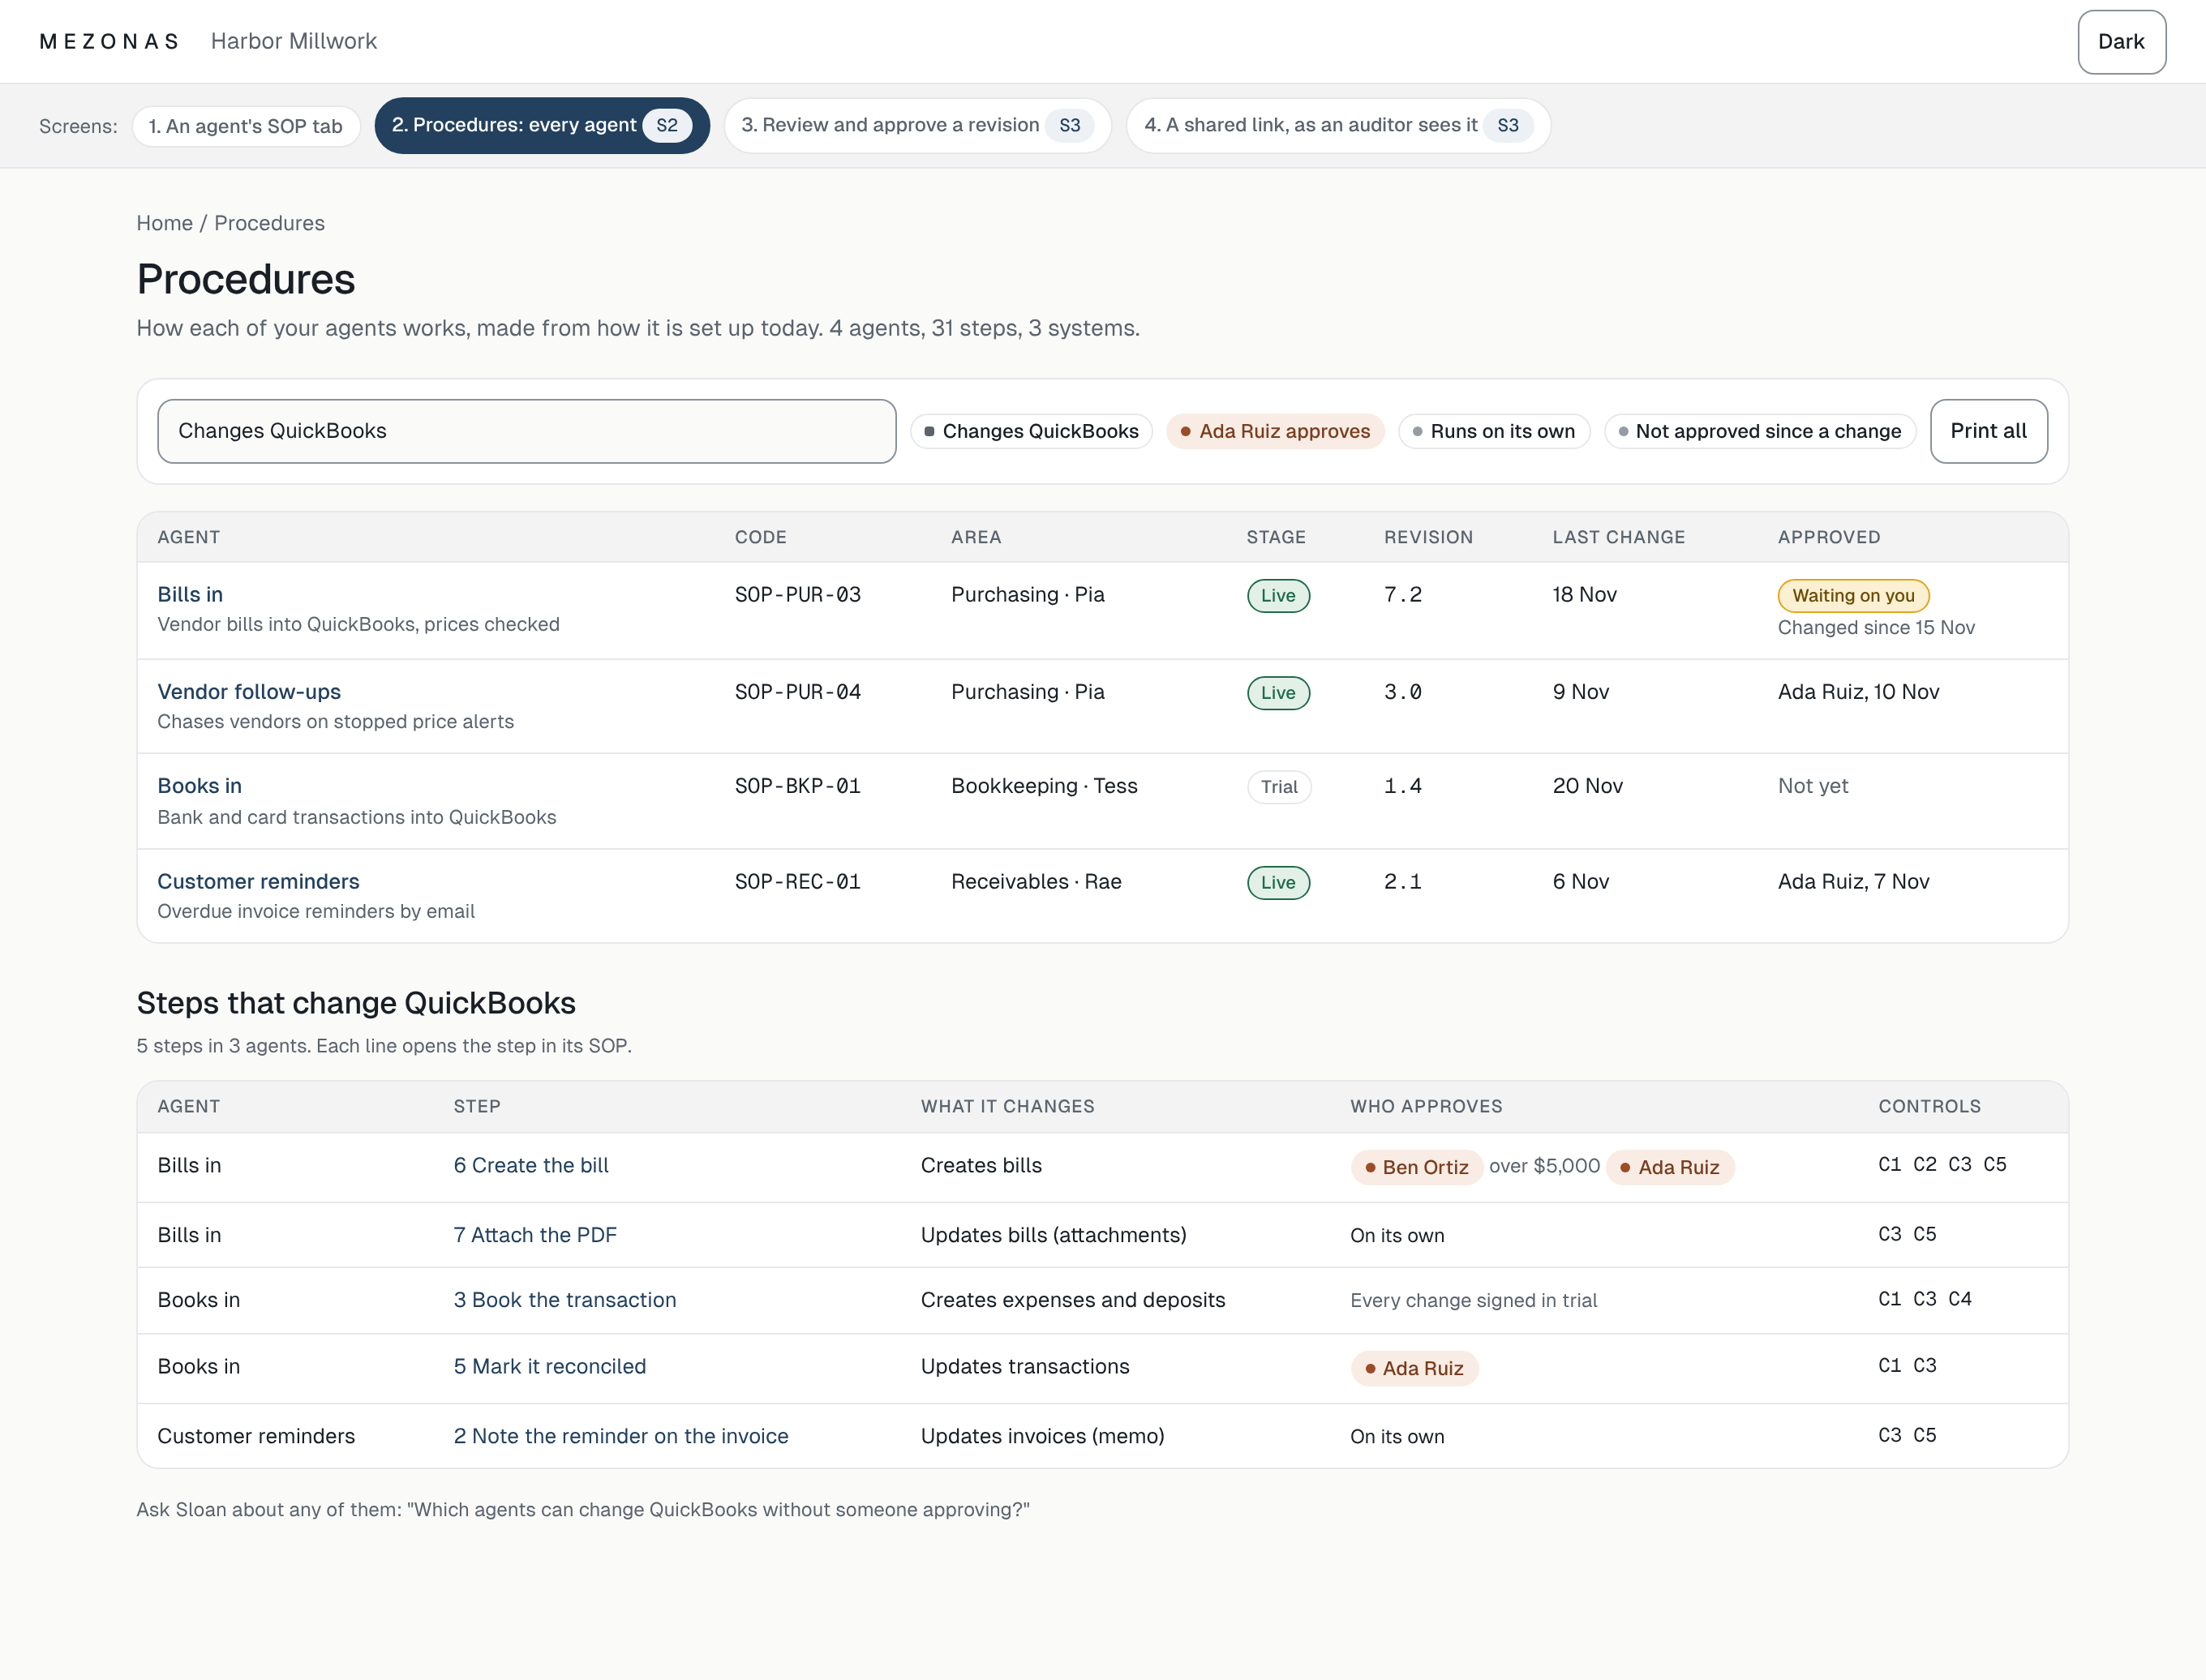 MEZONAS Harbor Millwork Dark
Screens: 1. An agent's SOP tab 2. Procedures: every agent S2 3. Review and approve a revision S3 4. A shared link, as an auditor sees it S3
Home / Procedures
Procedures
How each of your agents works, made from how it is set up today. 4 agents, 31 steps, 3 systems.
Changes QuickBooks Changes QuickBooks Ada Ruiz approves Runs on its own Not approved since a change Print all
AGENT CODE AREA STAGE REVISION LAST CHANGE APPROVED
Bills in SOP-PUR-03 Purchasing · Pia Live 7.2 18 Nov Waiting on you
Vendor bills into QuickBooks, prices checked Changed since 15 Nov
Vendor follow-ups SOP-PUR-04 Purchasing · Pia Live 3.0 9 Nov Ada Ruiz, 10 Nov
Chases vendors on stopped price alerts
Books in SOP-BKP-01 Bookkeeping · Tess Trial 1.4 20 Nov Not yet
Bank and card transactions into QuickBooks
Customer reminders SOP-REC-01 Receivables · Rae Live 2.1 6 Nov Ada Ruiz, 7 Nov
Overdue invoice reminders by email
Steps that change QuickBooks
5 steps in 3 agents. Each line opens the step in its SOP.
AGENT STEP WHAT IT CHANGES WHO APPROVES CONTROLS
Bills in 6 Create the bill Creates bills Ben Ortiz over $5,000 Ada Ruiz C1 C2 C3 C5
Bills in 7 Attach the PDF Updates bills (attachments) On its own C3 C5
Books in 3 Book the transaction Creates expenses and deposits Every change signed in trial C1 C3 C4
Books in 5 Mark it reconciled Updates transactions Ada Ruiz C1 C3
Customer reminders 2 Note the reminder on the invoice Updates invoices (memo) On its own C3 C5
Ask Sloan about any of them: "Which agents can change QuickBooks without someone approving?"